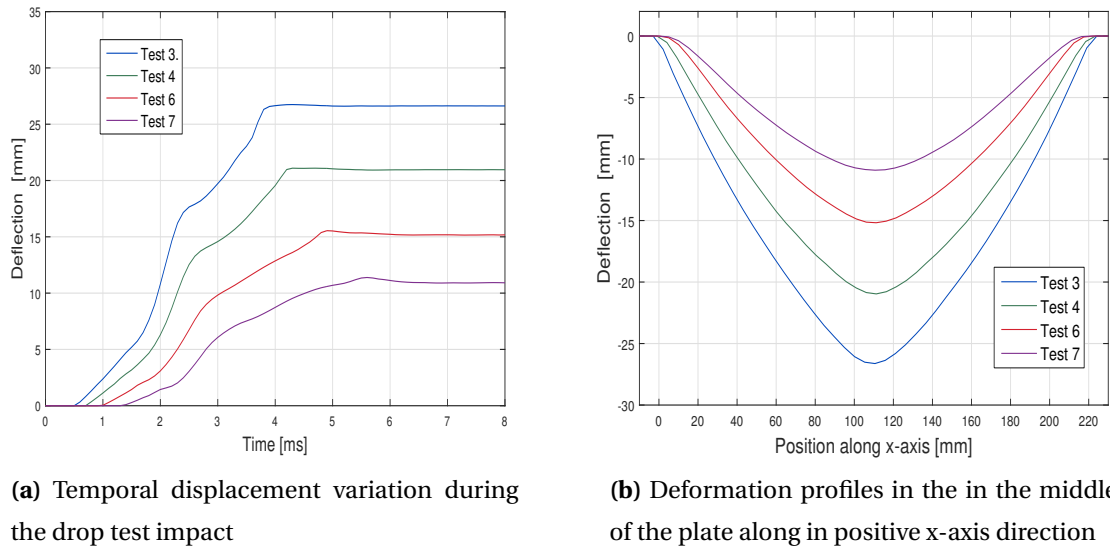 35
30
25
20
15
10
5
0
Deflection [mm]
0 1 2 3 4 5 6 7 8
Time [ms]
Test 3.
Test 4
Test 6
Test 7
(a) Temporal displacement variation during
the drop test impact
0
-5
-10
-15
-20
-25
-30
Deflection [mm]
0 20 40 60 80 100 120 140 160 180 200 220
Position along x-axis [mm]
Test 3
Test 4
Test 6
Test 7
(b) Deformation profiles in the in the middle
of the plate along in positive x-axis direction